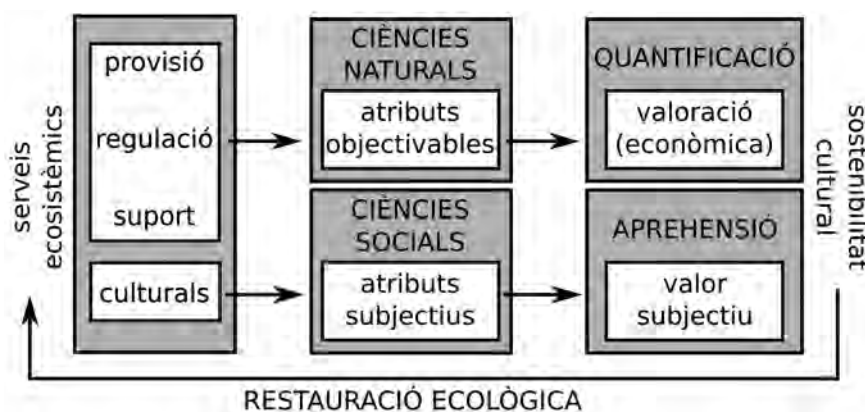 serveis
ecosistèmics
provisió
regulació
suport
culturals
CIÈNCIES
NATURALS
atributs
objectivables
CIÈNCIES
SOCIALS
atributs
subjectius
QUANTIFICACIÓ
valoració
(econòmica)
APREHENSIÓ
valor
subjectiu
sostenibilitat
cultural
RESTAURACIÓ ECOLÒGICA